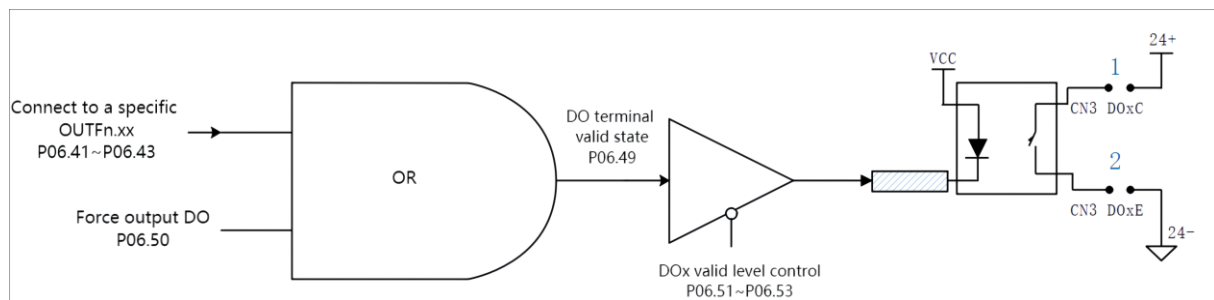 Connect to a specific
OUTFn.xx
P06.41~P06.43
Force output DO
P06.50
OR
DO terminal
valid state
P06.49
DOx valid level control
P06.51~P06.53
VCC
1
24+
CN3 DOxC
2
CN3 DOxE
24-